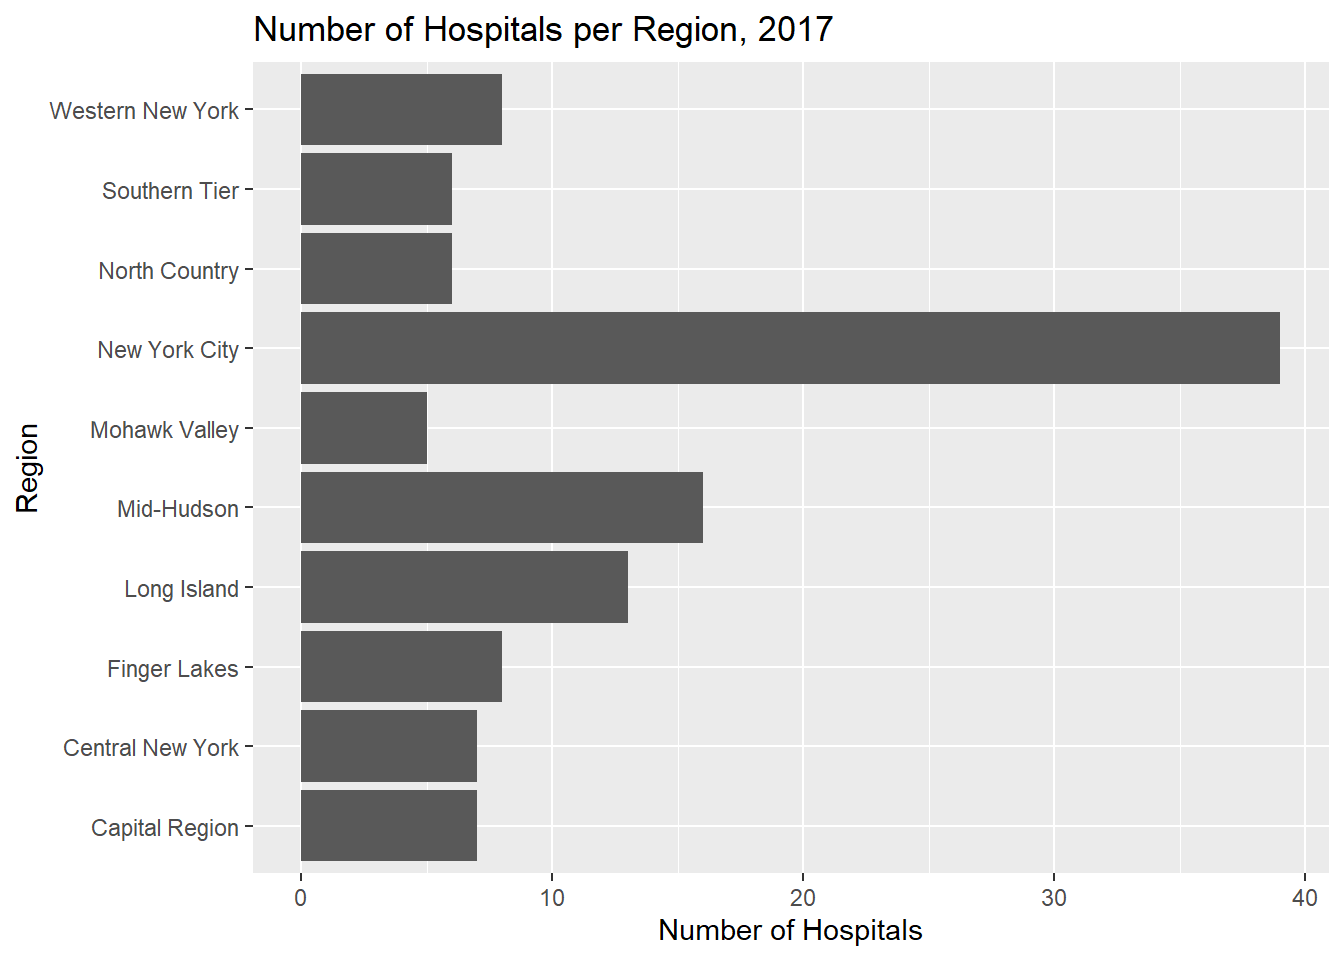 Number of Hospitals per Region, 2017
Western New York
Southern Tier
North Country
New York City
Mohawk Valley
Mid-Hudson
Long Island
Finger Lakes
Central New York
Capital Region
Region
0 10 20 30 40
Number of Hospitals